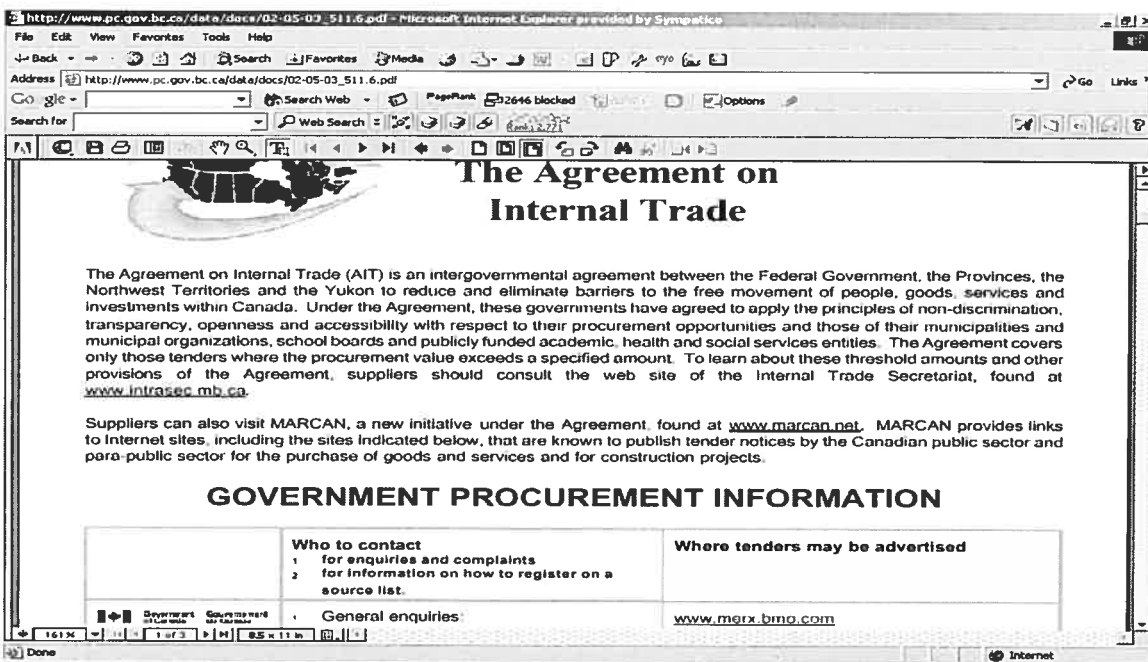 http://www.pc.gov.bc.ca/data/docs/02-05-03_511.6.pdf - Microsoft Internet Explorer provided by Sympatico
File Edit View Favorites Tools Help
Back Search Favorites Media
Address http://www.pc.gov.bc.ca/data/docs/02-05-03_511.6.pdf Go Links
Google Search Web PageRank 2646 blocked Options
Search for Web Search
The Agreement on
Internal Trade
The Agreement on Internal Trade (AIT) is an intergovernmental agreement between the Federal Government, the Provinces, the
Northwest Territories and the Yukon to reduce and eliminate barriers to the free movement of people, goods, services and
investments within Canada. Under the Agreement, these governments have agreed to apply the principles of non-discrimination,
transparency, openness and accessibility with respect to their procurement opportunities and those of their municipalities and
municipal organizations, school boards and publicly funded academic, health and social services entities. The Agreement covers
only those tenders where the procurement value exceeds a specified amount. To learn about these threshold amounts and other
provisions of the Agreement, suppliers should consult the web site of the Internal Trade Secretariat, found at
www.intrasec.mb.ca.
Suppliers can also visit MARCAN, a new initiative under the Agreement, found at www.marcan.net. MARCAN provides links
to Internet sites, including the sites indicated below, that are known to publish tender notices by the Canadian public sector and
para-public sector for the purchase of goods and services and for construction projects.
GOVERNMENT PROCUREMENT INFORMATION
Who to contact
1 for enquiries and complaints
2 for information on how to register on a
source list.
Where tenders may be advertised
Government of Canada Gouvernement du Canada
1 General enquiries:
www.merx.bmo.com
161% 1 of 3 8.5 x 11 in
Done Internet